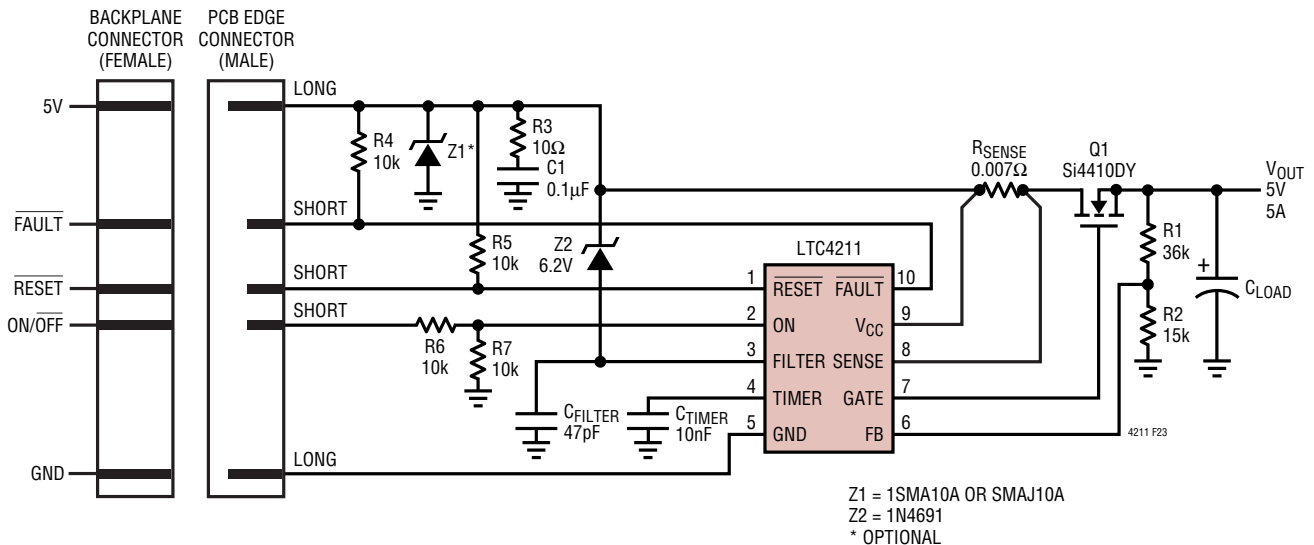 BACKPLANE
CONNECTOR
(FEMALE)
PCB EDGE
CONNECTOR
(MALE)
LONG
5V
R4
10k
Z1*
R3
10Ω
C1
0.1µF
RSENSE
0.007Ω
Q1
Si4410DY
VOUT
5V
5A
SHORT
FAULT
R5
10k
Z2
6.2V
LTC4211
R1
36k
+
CLOAD
SHORT
RESET
1
RESET
FAULT
10
SHORT
ON/OFF
2
ON
VCC
9
R2
15k
R6
10k
R7
10k
3
FILTER
SENSE
8
4
TIMER
GATE
7
CFILTER
47pF
CTIMER
10nF
5
GND
FB
6
4211 F23
LONG
GND
Z1 = 1SMA10A OR SMAJ10A
Z2 = 1N4691
* OPTIONAL